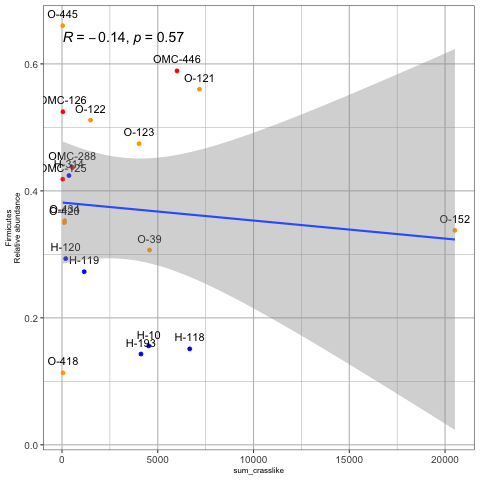 O-445
R = −0.14, p = 0.57
OMC-446
O-121
OMC-126
O-122
O-123
OMC-288
H-314
OMC-125
O-420
O-152
O-39
H-120
H-119
H-10
H-193
H-118
O-418
0.6
0.4
0.2
0.0
0
5000
10000
15000
20000
sum_crasslike
Firmicutes
Relative abundance